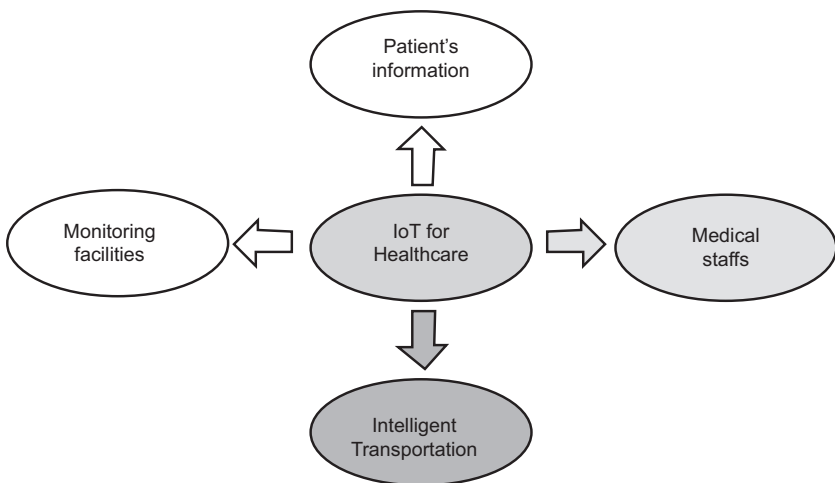 Patient’s
information
Monitoring
facilities
IoT for
Healthcare
Medical
staffs
Intelligent
Transportation